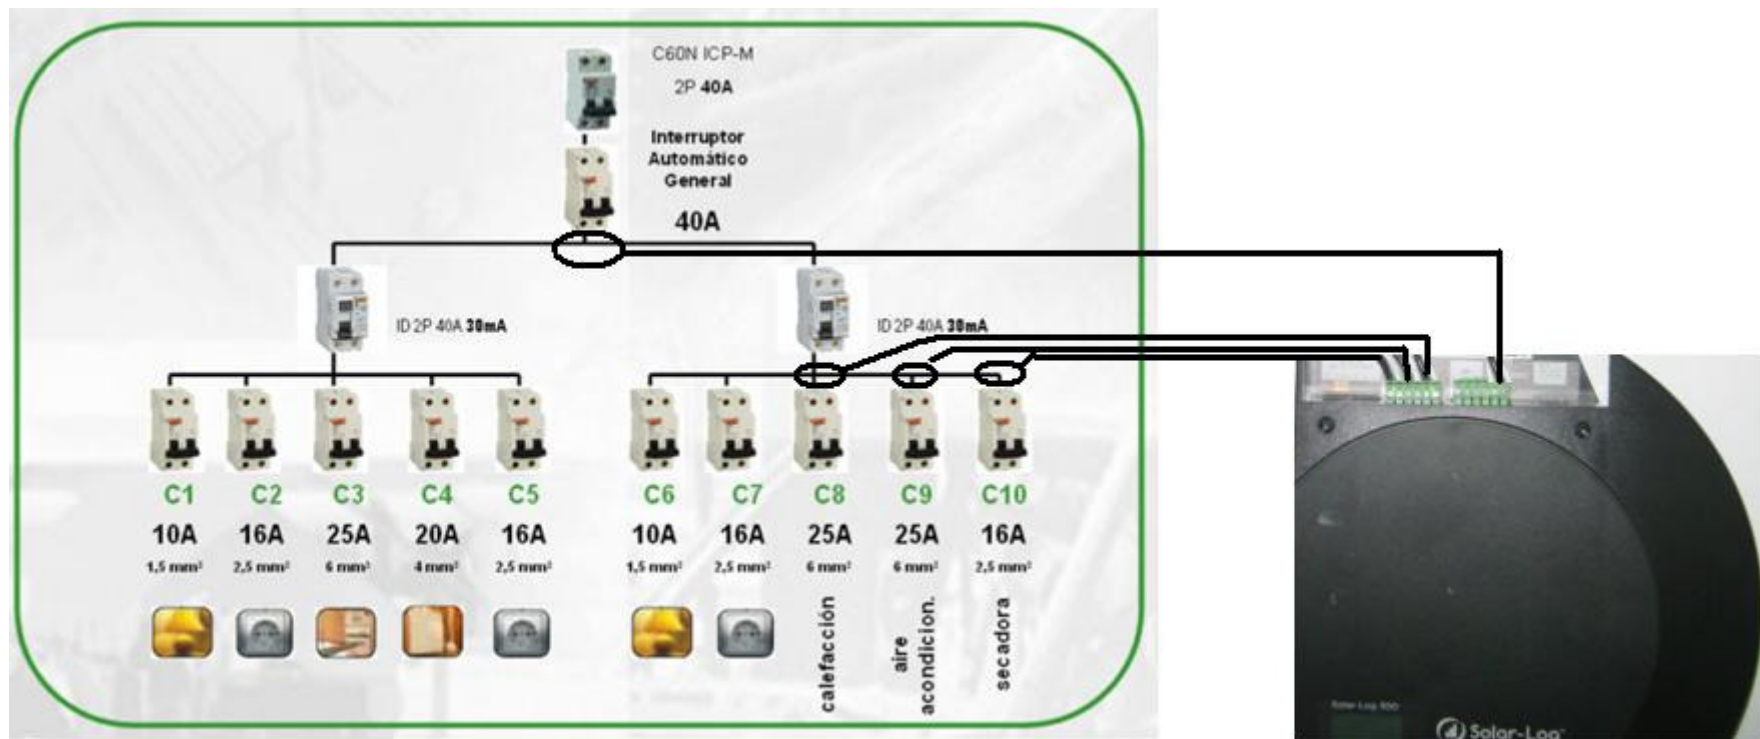 C60N ICP-M
2P 40A
Interruptor
Automático
General
40A
ID 2P 40A 30mA
ID 2P 40A 30mA
C1 C2 C3 C4 C5 C6 C7 C8 C9 C10
10A 16A 25A 20A 16A 10A 16A 25A 25A 16A
1,5 mm² 2,5 mm² 6 mm² 4 mm² 2,5 mm² 1,5 mm² 2,5 mm² 6 mm² 6 mm² 2,5 mm²
calefacción
aire
acondicion.
secadora
Solar-Log 500
Solar-Log™